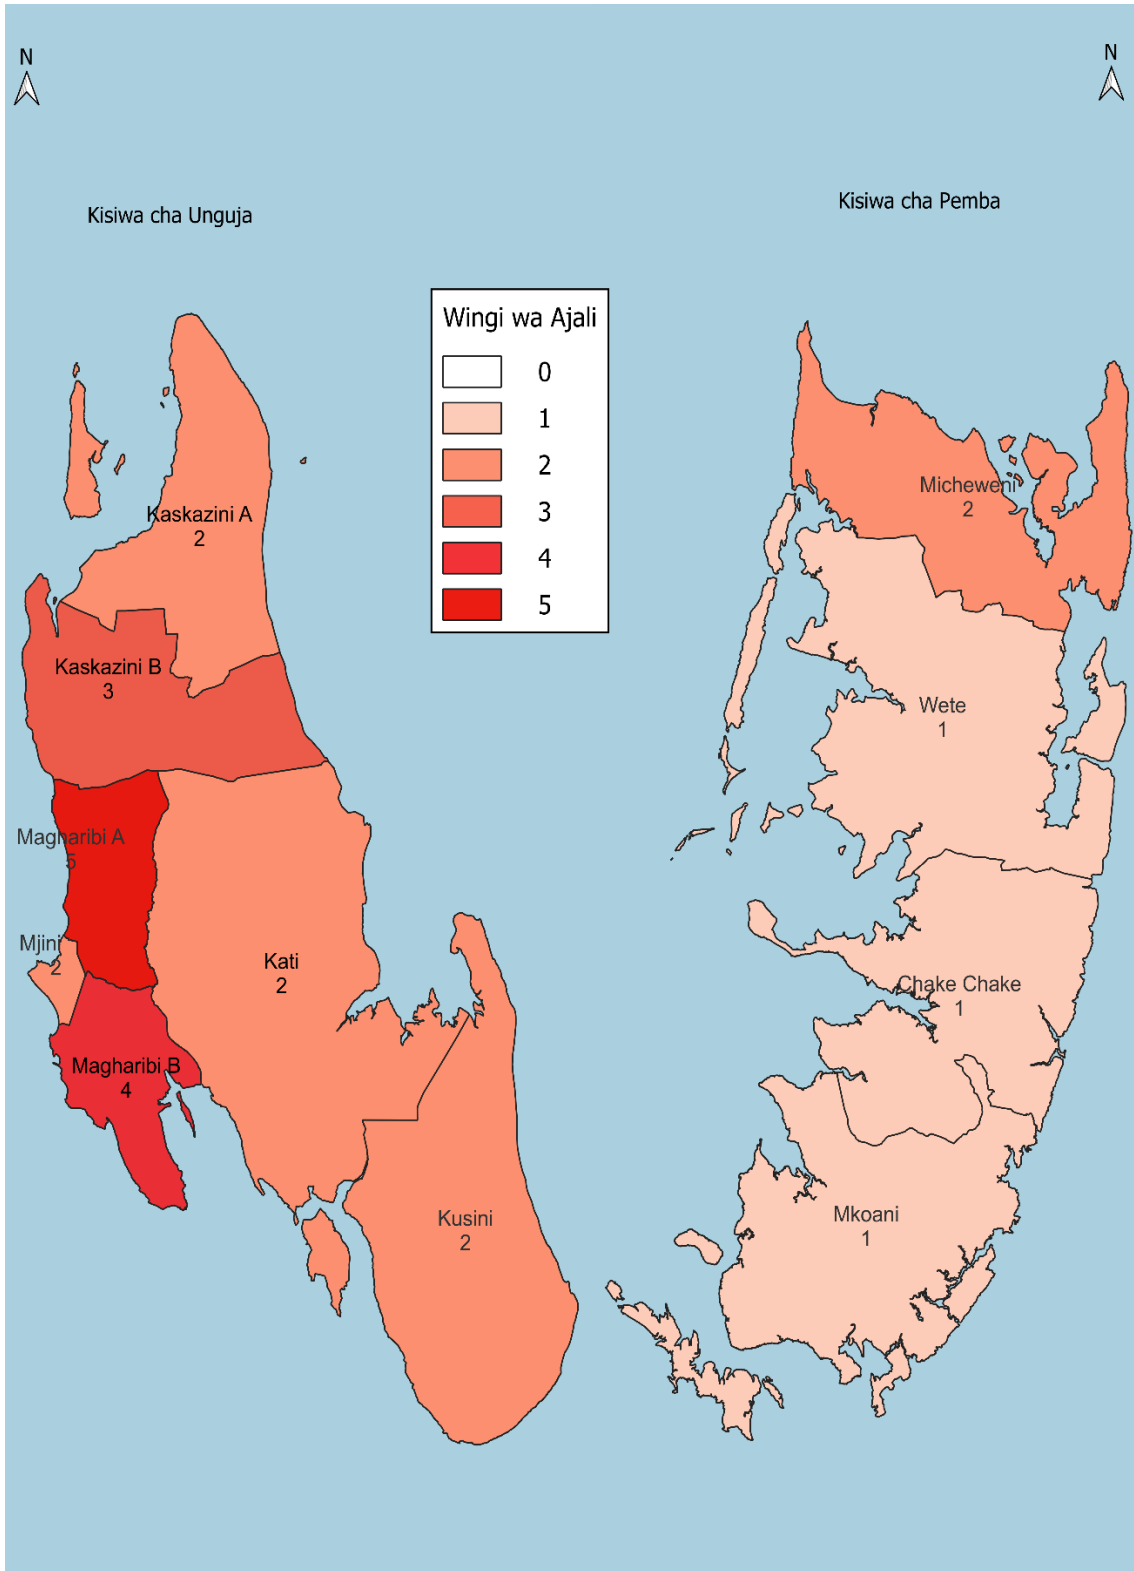 N
N
Kisiwa cha Unguja
Kisiwa cha Pemba
Wingi wa Ajali
0
1
2
3
4
5
Kaskazini A
2
Kaskazini B
3
Magharibi A
5
Mjini
2
Kati
2
Magharibi B
4
Kusini
2
Micheweni
2
Wete
1
Chake Chake
1
Mkoani
1